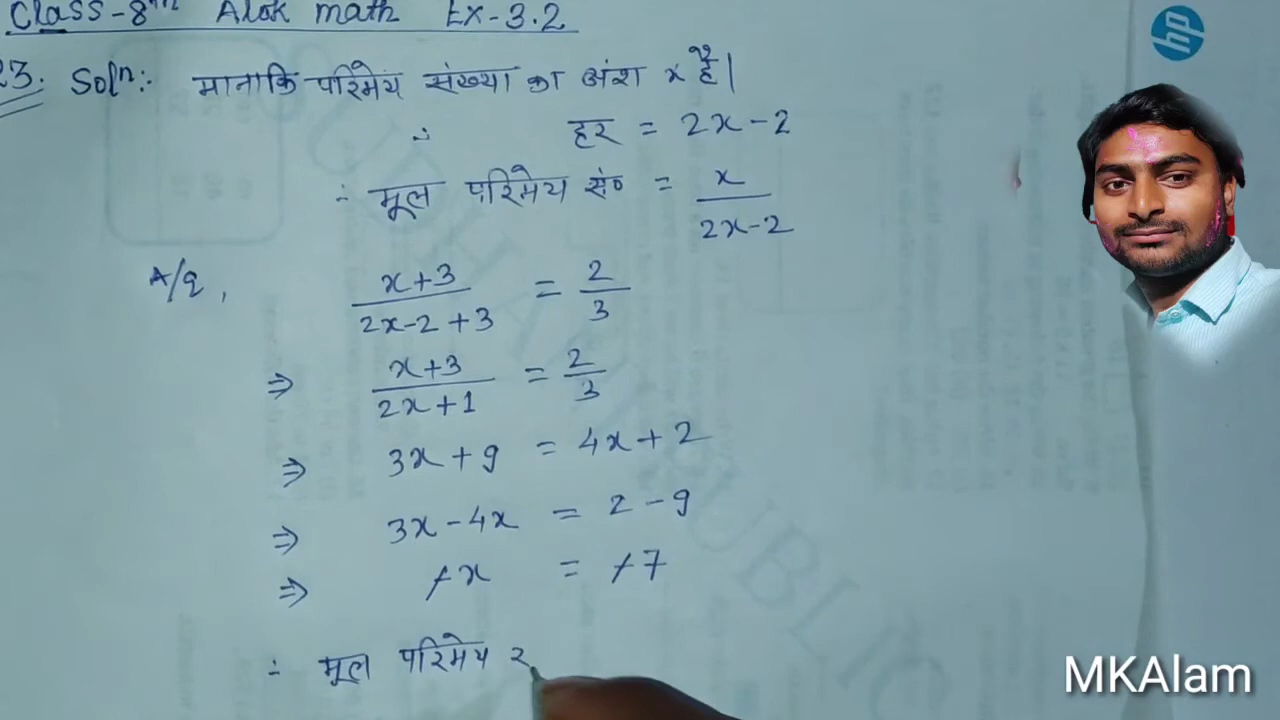 Class-8th Alok math Ex-3.2
23. Solⁿ:- मानाकि परिमेय संख्या का अंश x है।
∴ हर = 2x-2
∴ मूल परिमेय सं० = x/(2x-2)
A/q, (x+3)/(2x-2+3) = 2/3
⇒ (x+3)/(2x+1) = 2/3
⇒ 3x+9 = 4x+2
⇒ 3x-4x = 2-9
⇒ -x = -7
∴ मूल परिमेय
hp
MKAlam